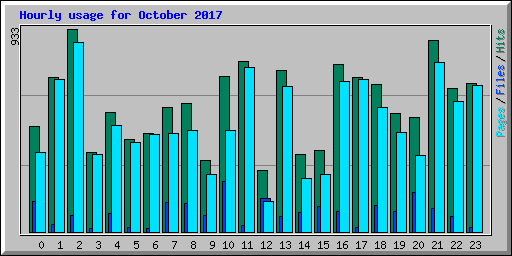 Hourly usage for October 2017
933
Pages/Files/Hits
0 1 2 3 4 5 6 7 8 9 10 11 12 13 14 15 16 17 18 19 20 21 22 23